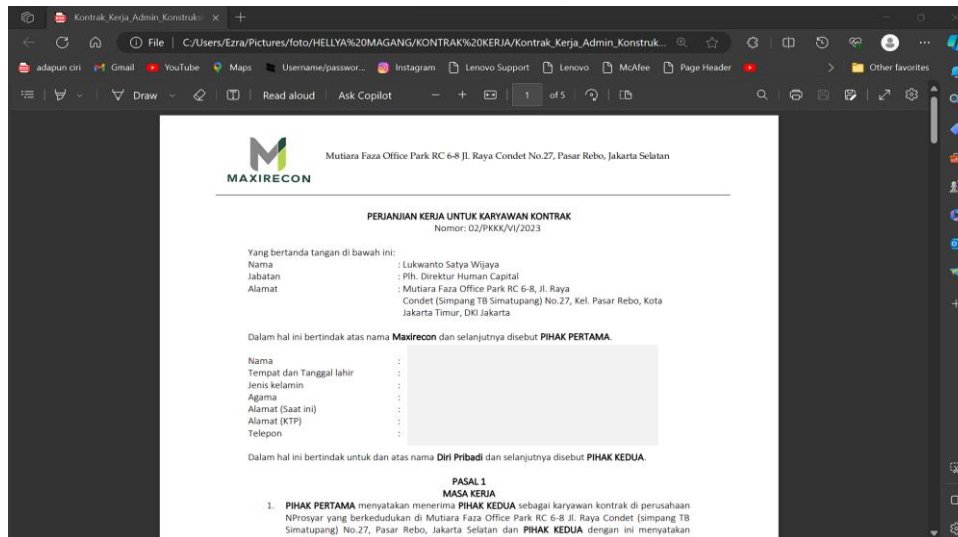 Kontrak_Kerja_Admin_Konstruksi
File C:/Users/Ezra/Pictures/foto/HELLYA%20MAGANG/KONTRAK%20KERJA/Kontrak_Kerja_Admin_Konstruk...
adapun ciri Gmail YouTube Maps Username/passwor... Instagram Lenovo Support Lenovo McAfee Page Header Other favorites
Draw Read aloud Ask Copilot 1 of 5
Mutiara Faza Office Park RC 6-8 Jl. Raya Condet No.27, Pasar Rebo, Jakarta Selatan
MAXIRECON
PERJANJIAN KERJA UNTUK KARYAWAN KONTRAK
Nomor: 02/PKKK/VI/2023
Yang bertanda tangan di bawah ini:
Nama : Lukwanto Satya Wijaya
Jabatan : Plh. Direktur Human Capital
Alamat : Mutiara Faza Office Park RC 6-8, Jl. Raya
Condet (Simpang TB Simatupang) No.27, Kel. Pasar Rebo, Kota
Jakarta Timur, DKI Jakarta
Dalam hal ini bertindak atas nama Maxirecon dan selanjutnya disebut PIHAK PERTAMA.
Nama :
Tempat dan Tanggal lahir :
Jenis kelamin :
Agama :
Alamat (Saat ini) :
Alamat (KTP) :
Telepon :
Dalam hal ini bertindak untuk dan atas nama Diri Pribadi dan selanjutnya disebut PIHAK KEDUA.
PASAL 1
MASA KERJA
1. PIHAK PERTAMA menyatakan menerima PIHAK KEDUA sebagai karyawan kontrak di perusahaan
NProsyar yang berkedudukan di Mutiara Faza Office Park RC 6-8 Jl. Raya Condet (simpang TB
Simatupang) No.27, Pasar Rebo, Jakarta Selatan dan PIHAK KEDUA dengan ini menyatakan